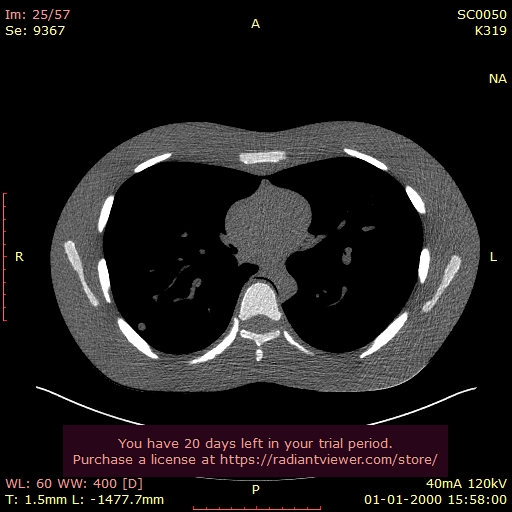 Im: 25/57
Se: 9367
A
SC0050
K319
NA
R
L
You have 20 days left in your trial period.
Purchase a license at https://radiantviewer.com/store/
WL: 60 WW: 400 [D]
T: 1.5mm L: -1477.7mm
P
40mA 120kV
01-01-2000 15:58:00